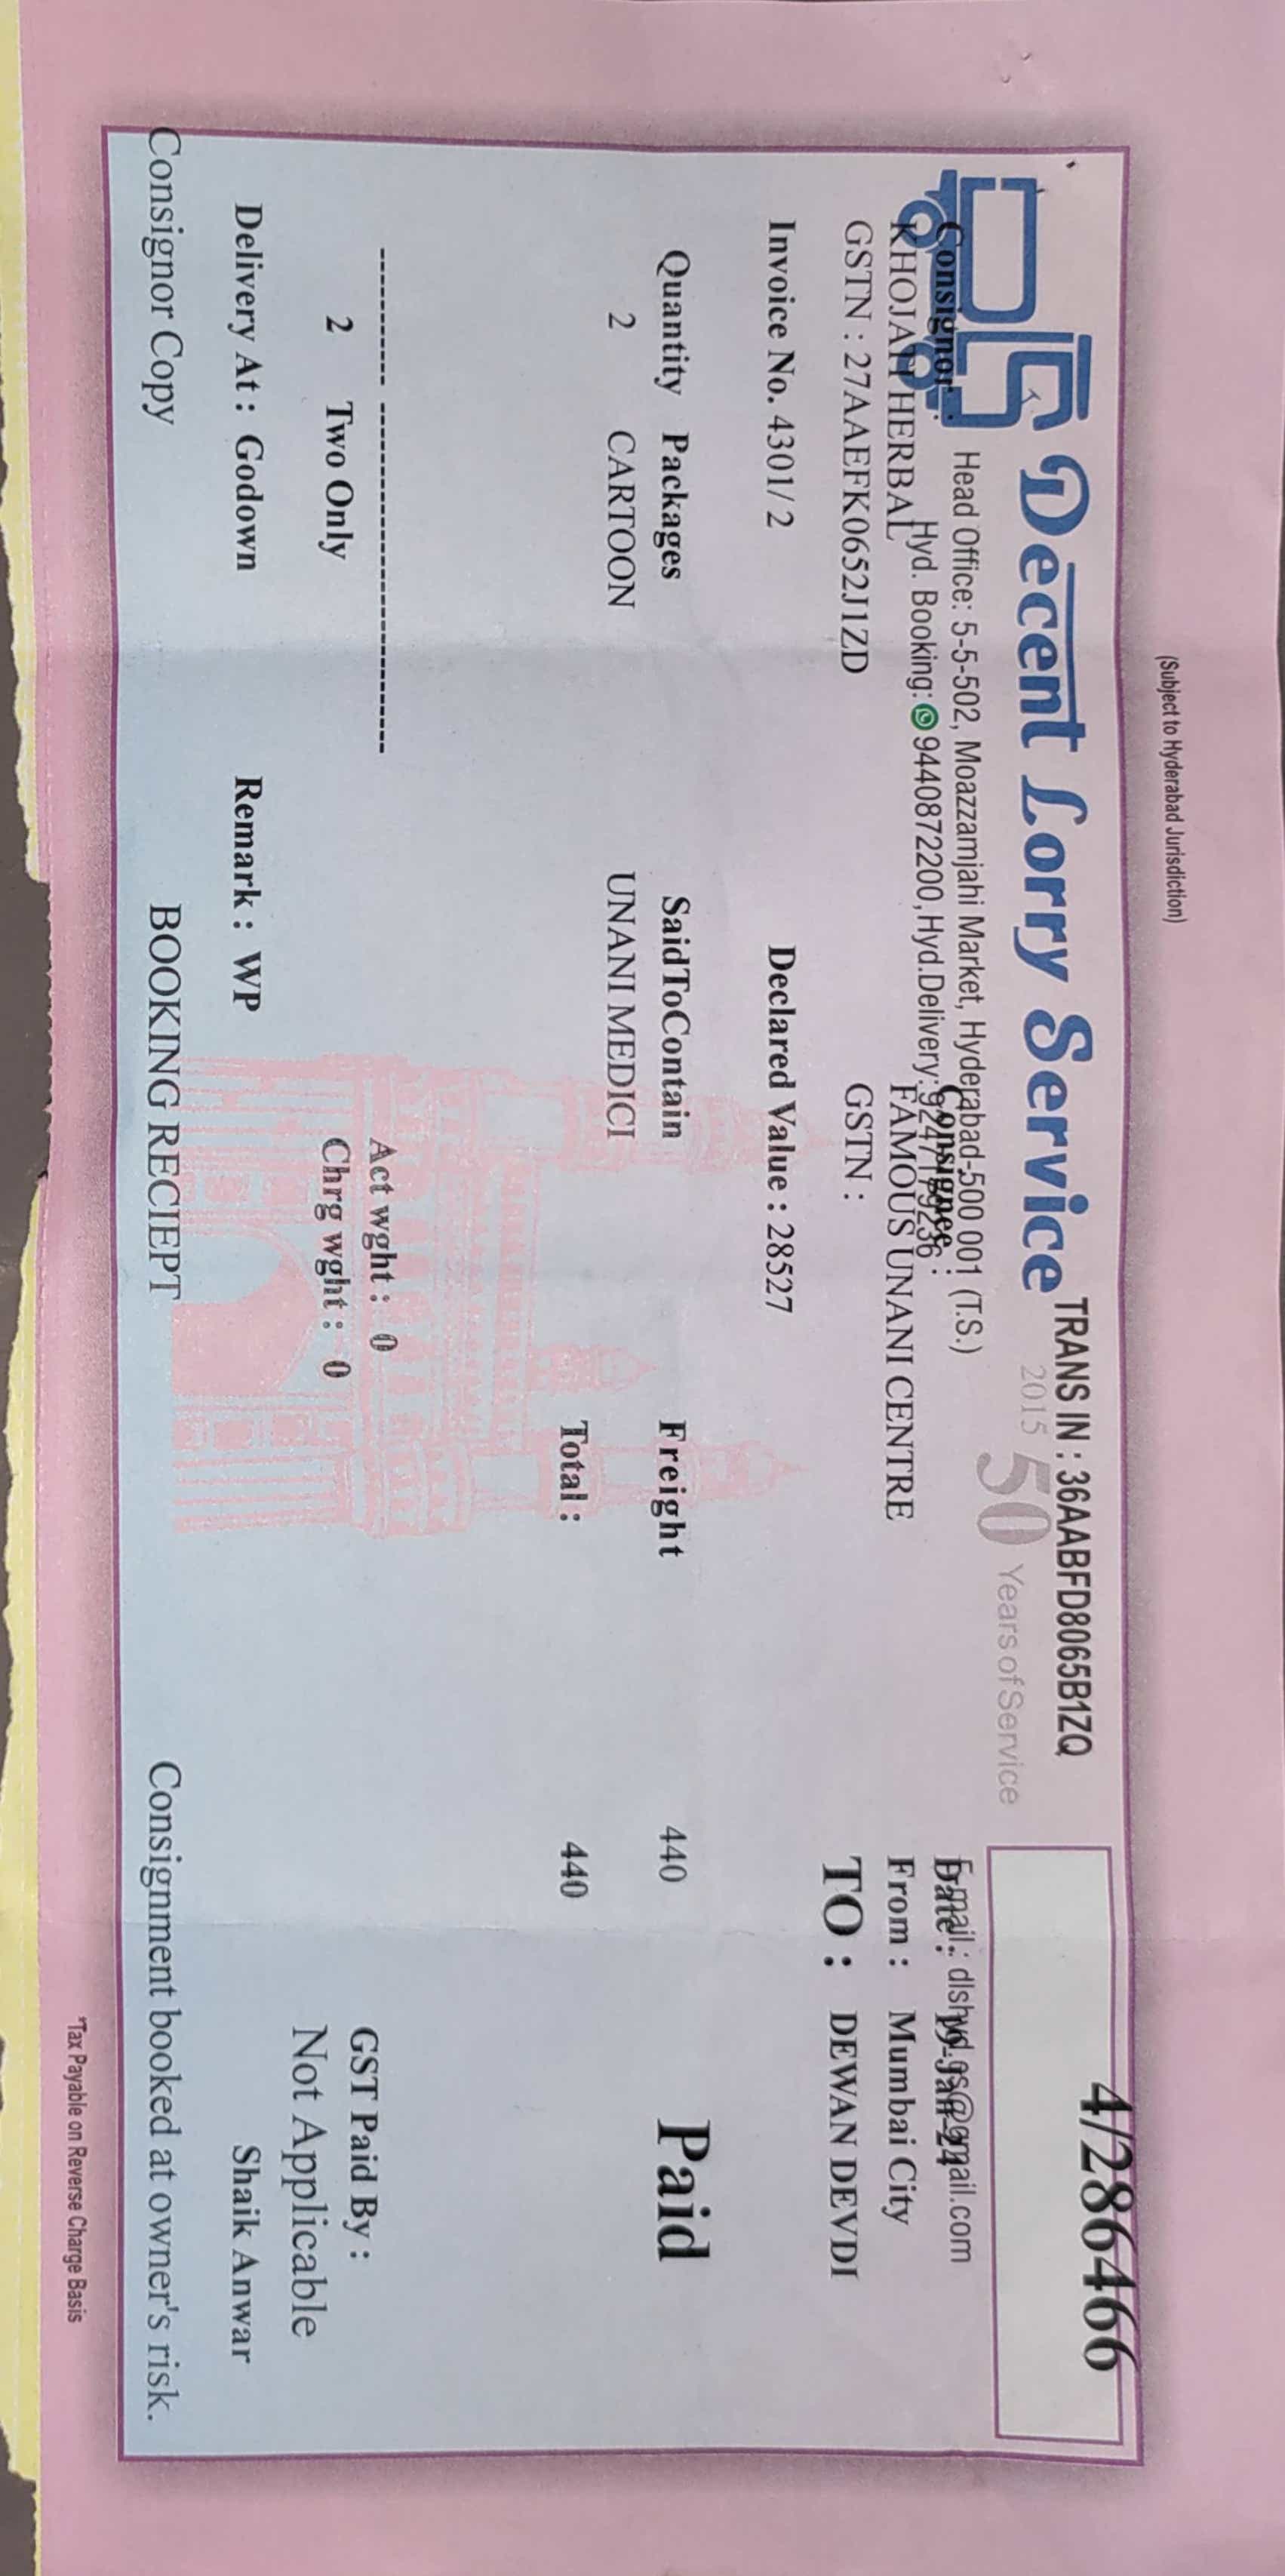 (Subject to Hyderabad Jurisdiction)
Decent Lorry Service
TRANS IN : 36AABFD8065B1ZQ
4/286466
2015 50 Years of Service
Head Office: 5-5-502, Moazzamjahi Market, Hyderabad-500 001 (T.S.)
E-mail.: dlshyd.gs@gmail.com
Hyd. Booking: 9440872200, Hyd.Delivery: 9247179236
Consignor :
Consignee :
Date :
KHOJATI HERBAL
FAMOUS UNANI CENTRE
From : Mumbai City
GSTN : 27AAEFK0652J1ZD
GSTN :
TO : DEWAN DEVDI
Invoice No. 4301/ 2
Declared Value : 28527
Quantity Packages SaidToContain Freight 440 Paid
2 CARTOON UNANI MEDICI
Total : 440
Act wght : 0
GST Paid By :
2 Two Only
Chrg wght : 0
Not Applicable
Delivery At : Godown
Remark : WP
Shaik Anwar
Consignor Copy
BOOKING RECIEPT
Consignment booked at owner's risk.
*Tax Payable on Reverse Charge Basis